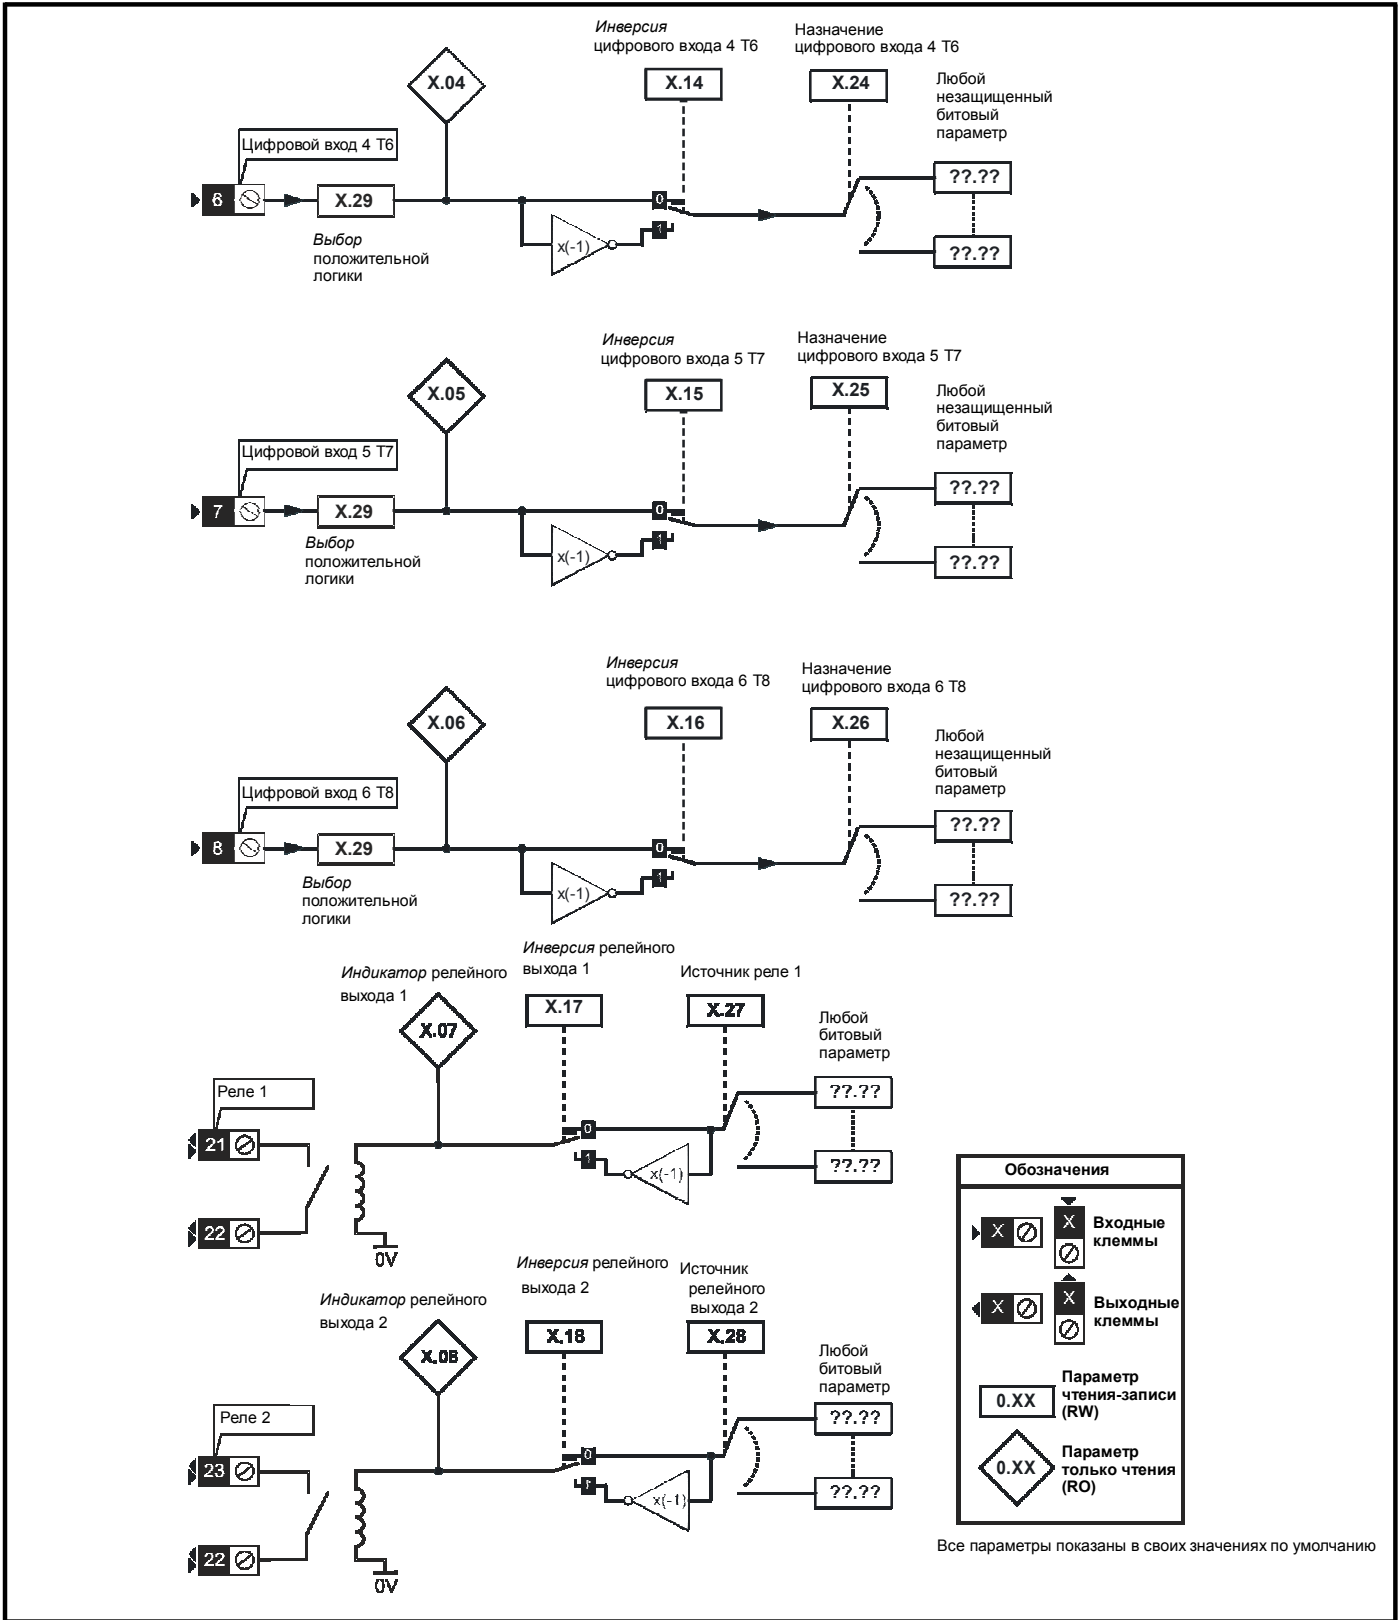 Инверсия
цифрового входа 4 T6
Назначение
цифрового входа 4 T6
X.04
X.14
X.24
Любой
незащищенный
битовый
параметр
Цифровой вход 4 T6
6
X.29
0
1
x(-1)
??.??
??.??
Выбор
положительной
логики
Инверсия
цифрового входа 5 T7
Назначение
цифрового входа 5 T7
X.05
X.15
X.25
Любой
незащищенный
битовый
параметр
Цифровой вход 5 T7
7
X.29
0
1
x(-1)
??.??
??.??
Выбор
положительной
логики
Инверсия
цифрового входа 6 T8
Назначение
цифрового входа 6 T8
X.06
X.16
X.26
Любой
незащищенный
битовый
параметр
Цифровой вход 6 T8
8
X.29
0
1
x(-1)
??.??
??.??
Выбор
положительной
логики
Индикатор релейного
выхода 1
Инверсия релейного
выхода 1
Источник реле 1
X.07
X.17
X.27
Любой
битовый
параметр
Реле 1
21
22
0V
0
1
x(-1)
??.??
??.??
Индикатор релейного
выхода 2
Инверсия релейного
выхода 2
Источник
релейного
выхода 2
X.08
X.18
X.28
Любой
битовый
параметр
Реле 2
23
22
0V
0
1
x(-1)
??.??
??.??
Обозначения
X
X
Входные
клеммы
X
X
Выходные
клеммы
0.XX
Параметр
чтения-записи
(RW)
0.XX
Параметр
только чтения
(RO)
Все параметры показаны в своих значениях по умолчанию